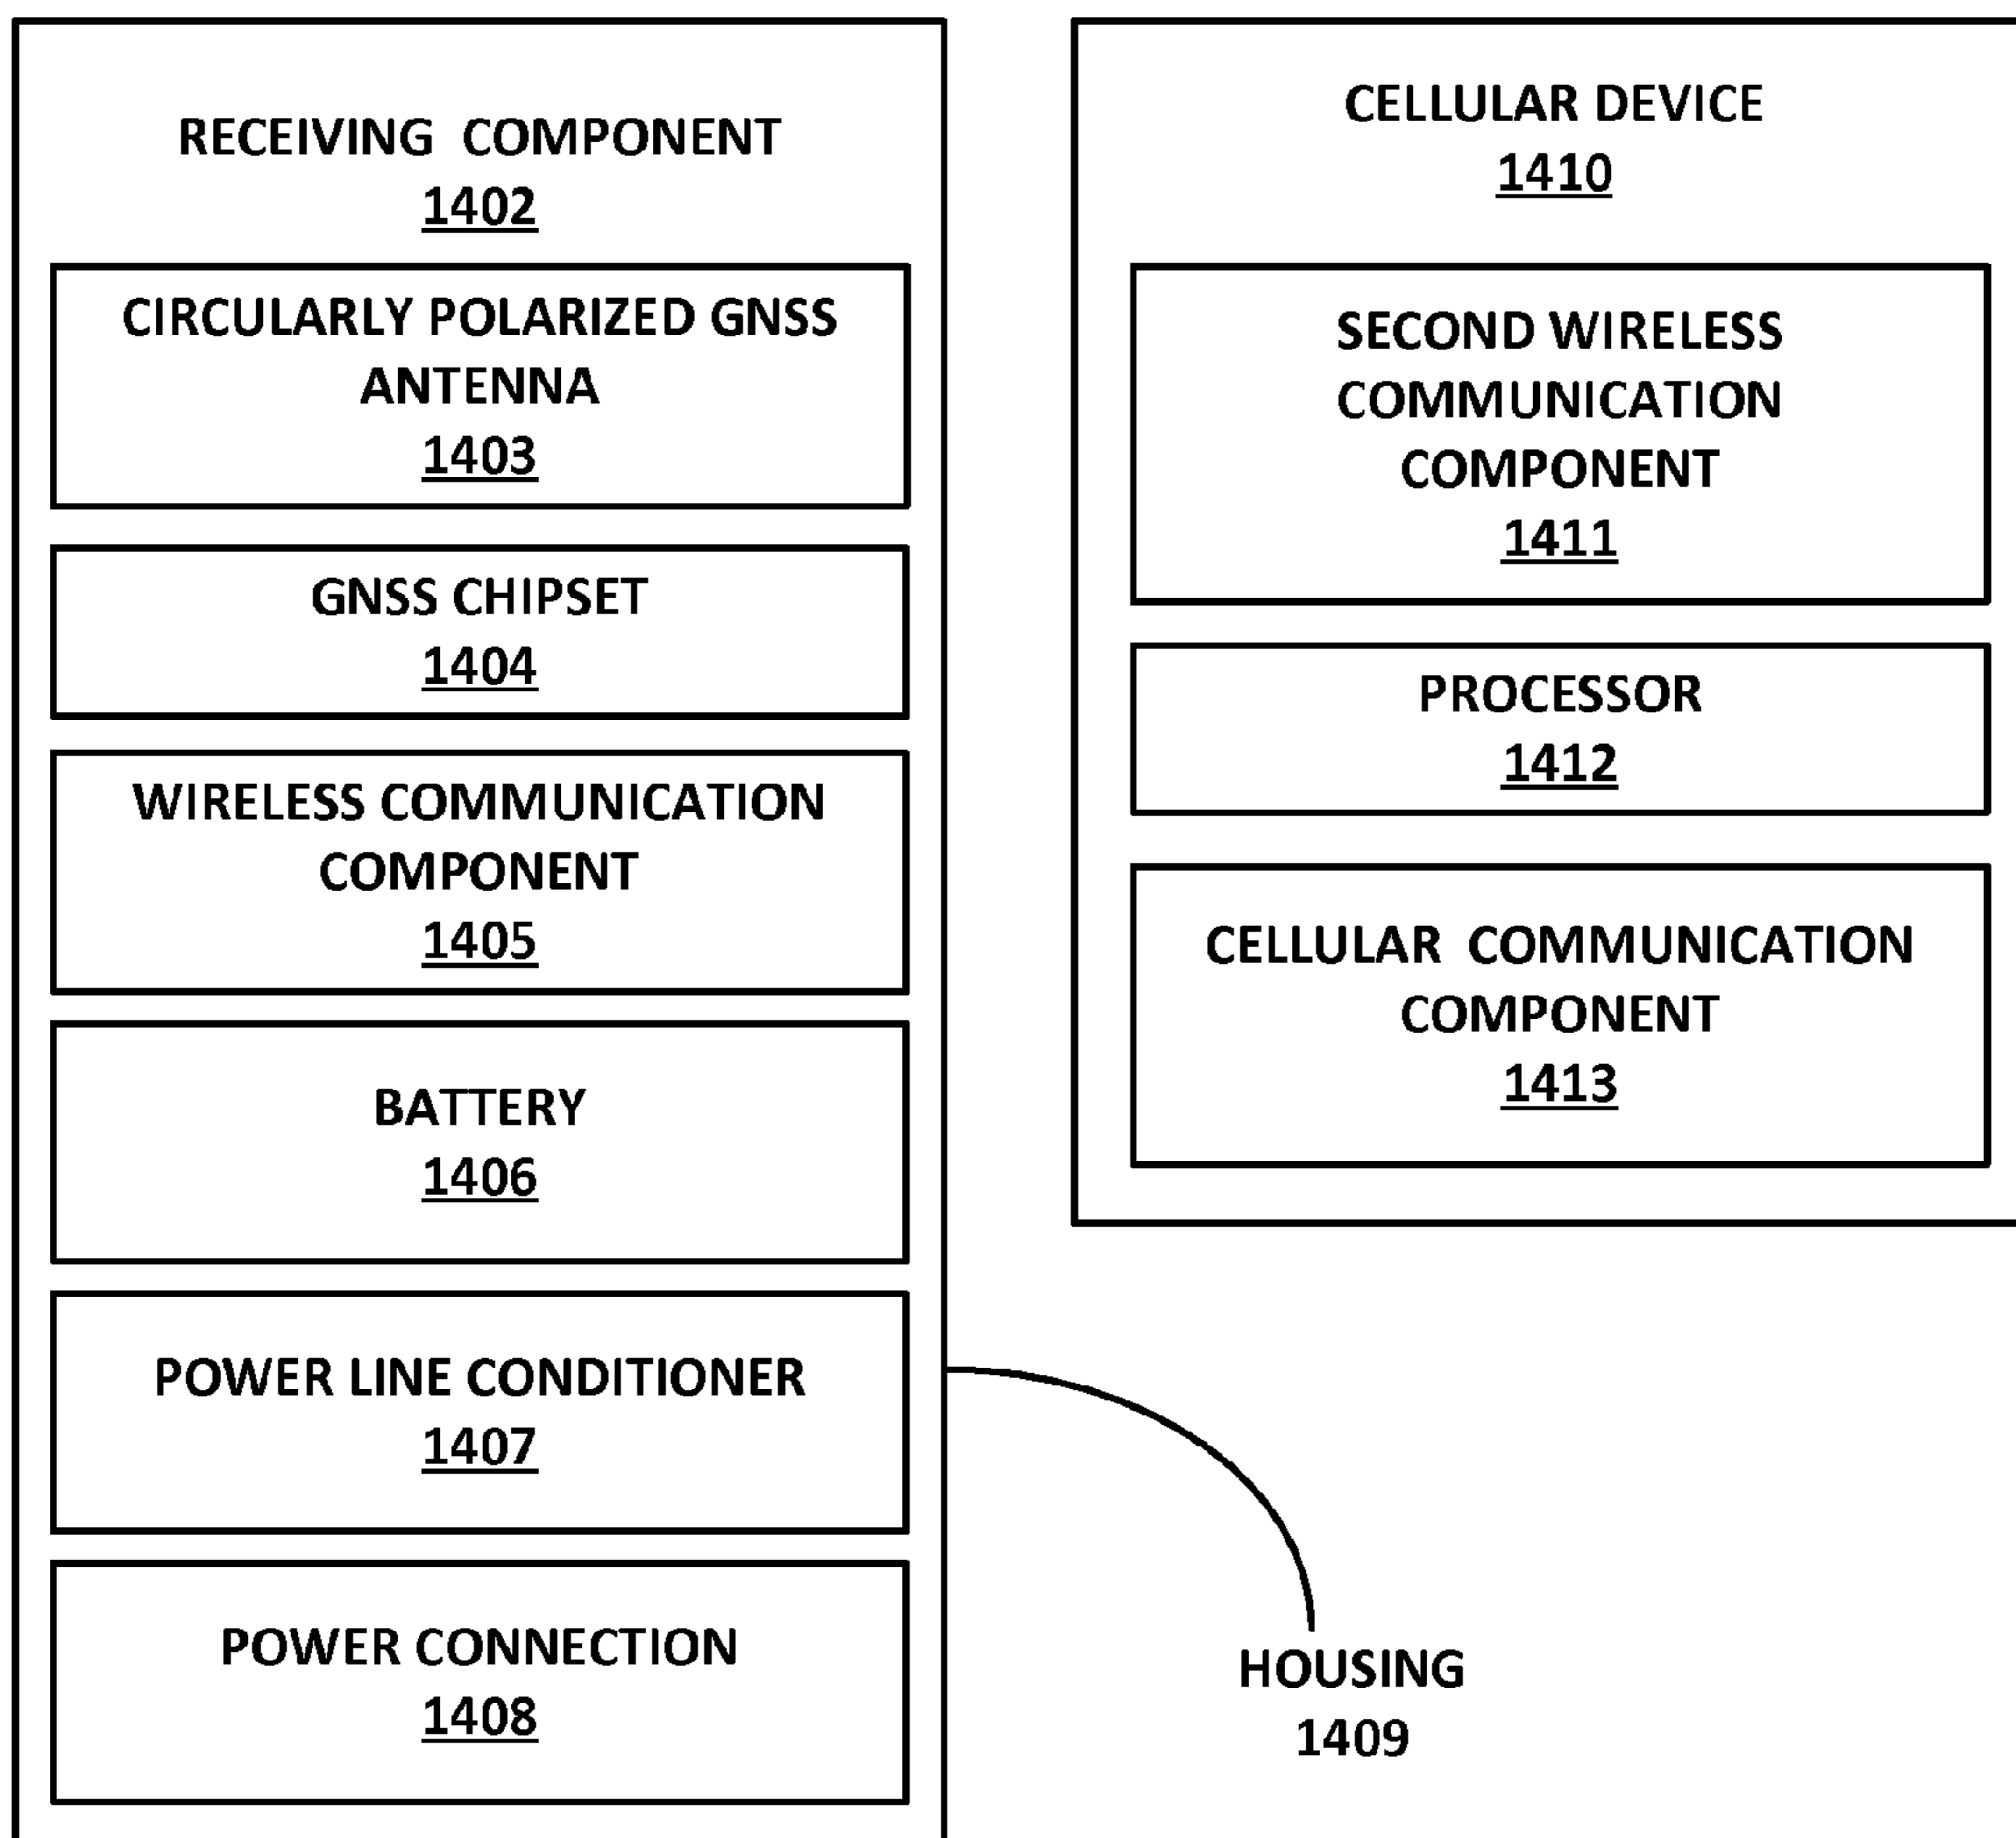 RECEIVING COMPONENT
1402
CIRCULARLY POLARIZED GNSS
ANTENNA
1403
GNSS CHIPSET
1404
WIRELESS COMMUNICATION
COMPONENT
1405
BATTERY
1406
POWER LINE CONDITIONER
1407
POWER CONNECTION
1408
CELLULAR DEVICE
1410
SECOND WIRELESS
COMMUNICATION
COMPONENT
1411
PROCESSOR
1412
CELLULAR COMMUNICATION
COMPONENT
1413
HOUSING
1409